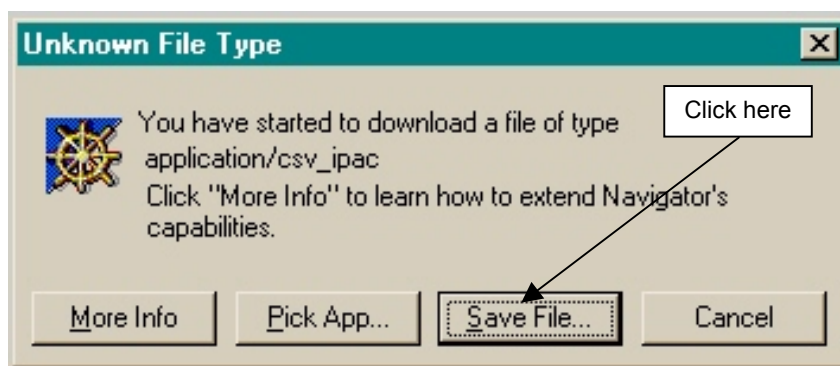 Unknown File Type
Click here
You have started to download a file of type
application/csv_ipac
Click "More Info" to learn how to extend Navigator's
capabilities.
More Info
Pick App...
Save File...
Cancel